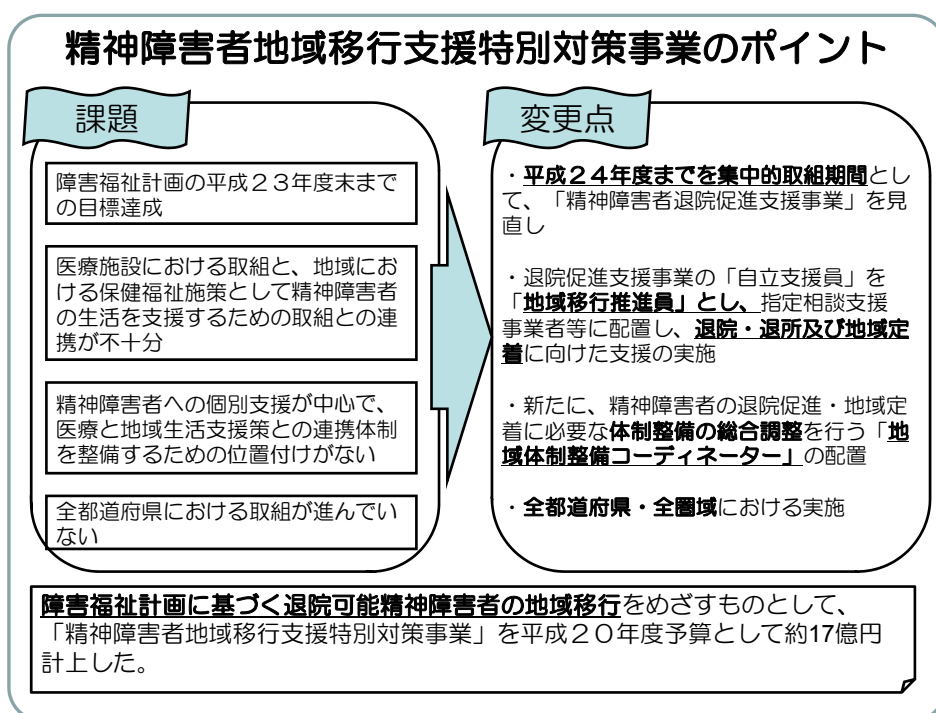 精神障害者地域移行支援特別対策事業のポイント
課題
障害福祉計画の平成２３年度末まで
の目標達成
医療施設における取組と、地域にお
ける保健福祉施策として精神障害者
の生活を支援するための取組との連
携が不十分
精神障害者への個別支援が中心で、
医療と地域生活支援策との連携体制
を整備するための位置付けがない
全都道府県における取組が進んでい
ない
変更点
・平成２４年度までを集中的取組期間とし
て、「精神障害者退院促進支援事業」を見
直し
・退院促進支援事業の「自立支援員」を
「地域移行推進員」とし、指定相談支援
事業者等に配置し、退院・退所及び地域定
着に向けた支援の実施
・新たに、精神障害者の退院促進・地域定
着に必要な体制整備の総合調整を行う「地
域体制整備コーディネーター」の配置
・全都道府県・全圏域における実施
障害福祉計画に基づく退院可能精神障害者の地域移行をめざすものとして、
「精神障害者地域移行支援特別対策事業」を平成２０年度予算として約17億円
計上した。